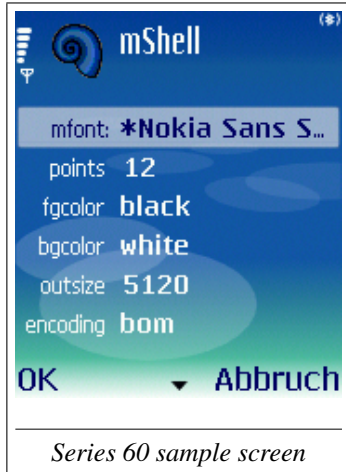 mShell
mfont: *Nokia Sans S...
points 12
fgcolor black
bgcolor white
outsize 5120
encoding bom
OK Abbruch
Series 60 sample screen